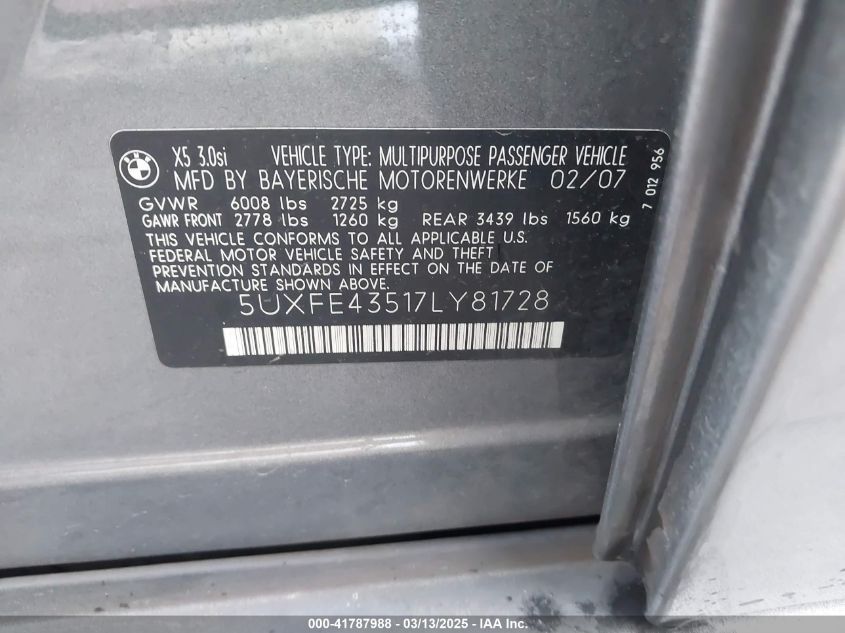 BMW
X5 3.0si VEHICLE TYPE: MULTIPURPOSE PASSENGER VEHICLE
MFD BY BAYERISCHE MOTORENWERKE 02/07
GVWR 6008 lbs 2725 kg
GAWR FRONT 2778 lbs 1260 kg REAR 3439 lbs 1560 kg
THIS VEHICLE CONFORMS TO ALL APPLICABLE U.S.
FEDERAL MOTOR VEHICLE SAFETY AND THEFT
PREVENTION STANDARDS IN EFFECT ON THE DATE OF
MANUFACTURE SHOWN ABOVE.
5UXFE43517LY81728
7 012 956
000-41787988 - 03/13/2025 - IAA Inc.